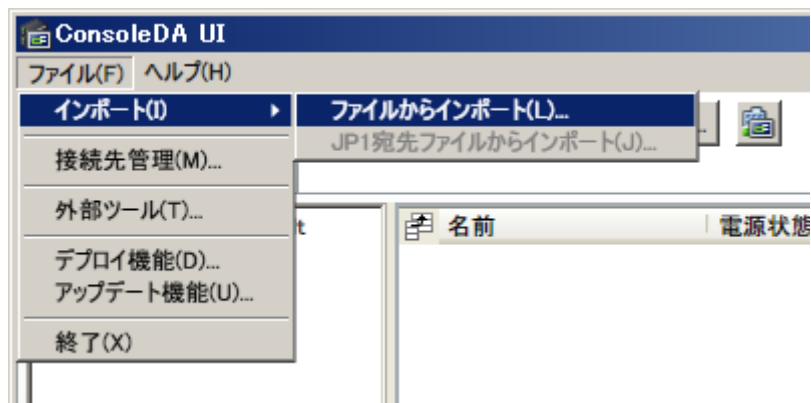 ConsoleDA UI
ファイル(F) ヘルプ(H)
インポート(I)
ファイルからインポート(L)...
JP1宛先ファイルからインポート(J)...
接続先管理(M)...
外部ツール(T)...
デプロイ機能(D)...
アップデート機能(U)...
終了(X)
名前
電源状態